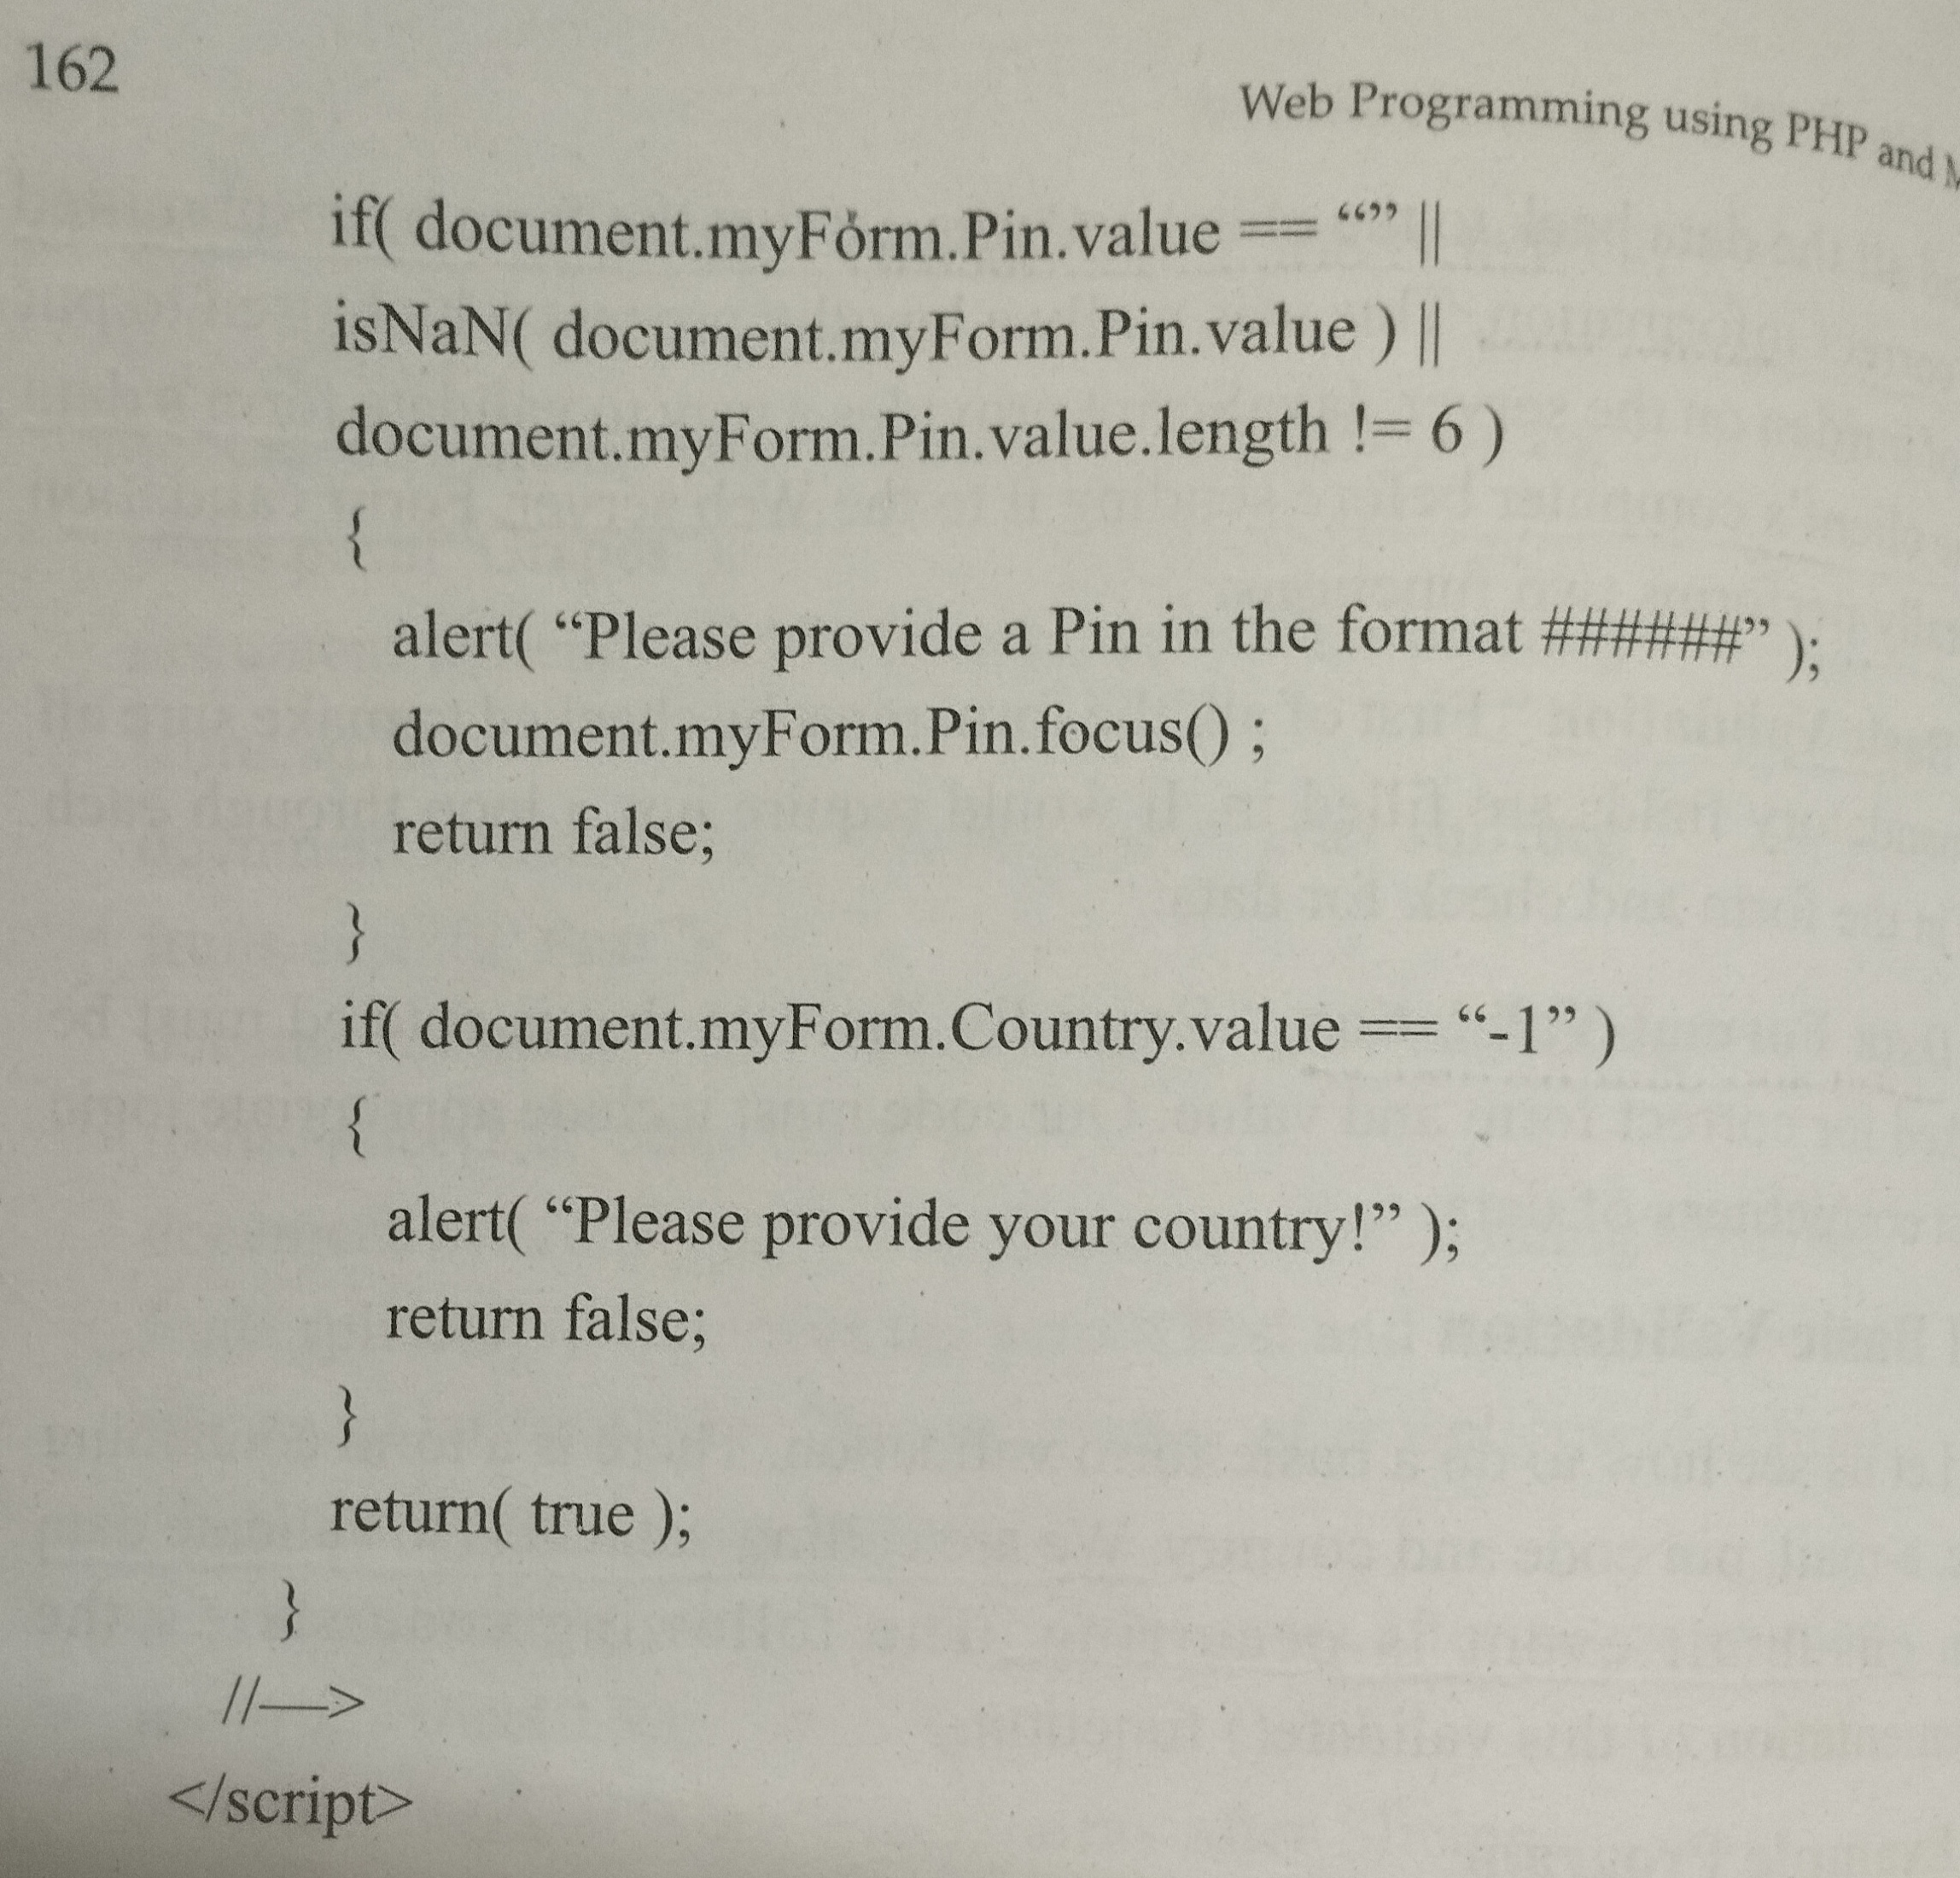 162
Web Programming using PHP and
if( document.myForm.Pin.value == “” ||
isNaN( document.myForm.Pin.value ) ||
document.myForm.Pin.value.length != 6 )
{
alert( “Please provide a Pin in the format ######” );
document.myForm.Pin.focus() ;
return false;
}
if( document.myForm.Country.value == “-1” )
{
alert( “Please provide your country!” );
return false;
}
return( true );
}
//—>
</script>